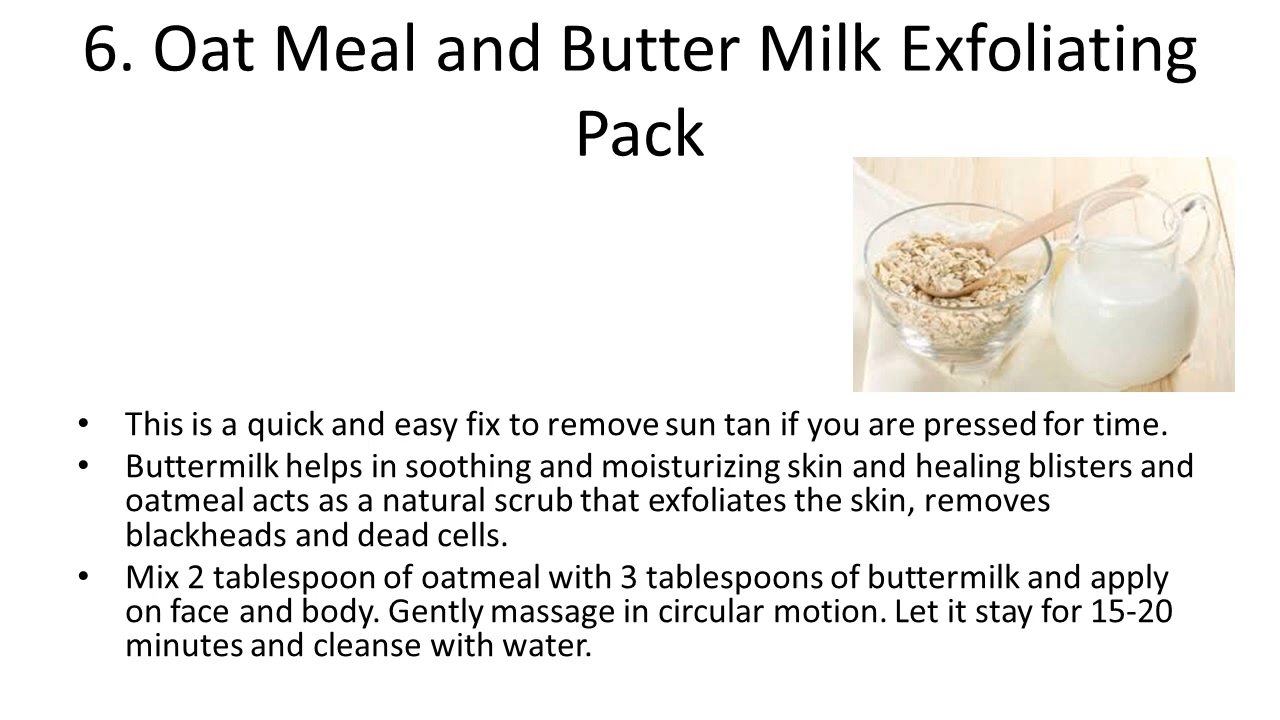 6. Oat Meal and Butter Milk Exfoliating
Pack
• This is a quick and easy fix to remove sun tan if you are pressed for time.
• Buttermilk helps in soothing and moisturizing skin and healing blisters and
oatmeal acts as a natural scrub that exfoliates the skin, removes
blackheads and dead cells.
• Mix 2 tablespoon of oatmeal with 3 tablespoons of buttermilk and apply
on face and body. Gently massage in circular motion. Let it stay for 15-20
minutes and cleanse with water.